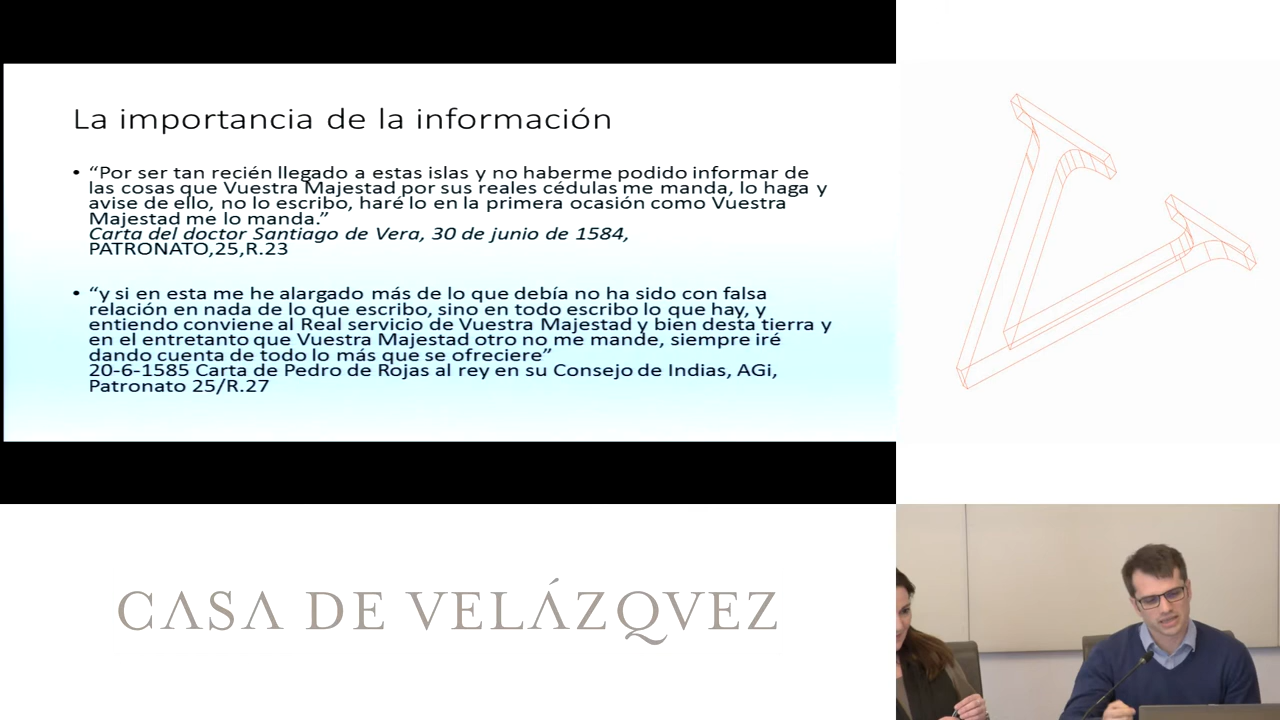 La importancia de la información
• “Por ser tan recién llegado a estas islas y no haberme podido informar de
las cosas que Vuestra Majestad por sus reales cédulas me manda, lo haga y
avise de ello, no lo escribo, haré lo en la primera ocasión como Vuestra
Majestad me lo manda.”
Carta del doctor Santiago de Vera, 30 de junio de 1584,
PATRONATO,25,R.23
• “y si en esta me he alargado más de lo que debía no ha sido con falsa
relación en nada de lo que escribo, sino en todo escribo lo que hay, y
entiendo conviene al Real servicio de Vuestra Majestad y bien desta tierra y
en el entretanto que Vuestra Majestad otro no me mande, siempre iré
dando cuenta de todo lo más que se ofreciere”
20-6-1585 Carta de Pedro de Rojas al rey en su Consejo de Indias, AGi,
Patronato 25/R.27
V
CASA DE VELÁZQVEZ